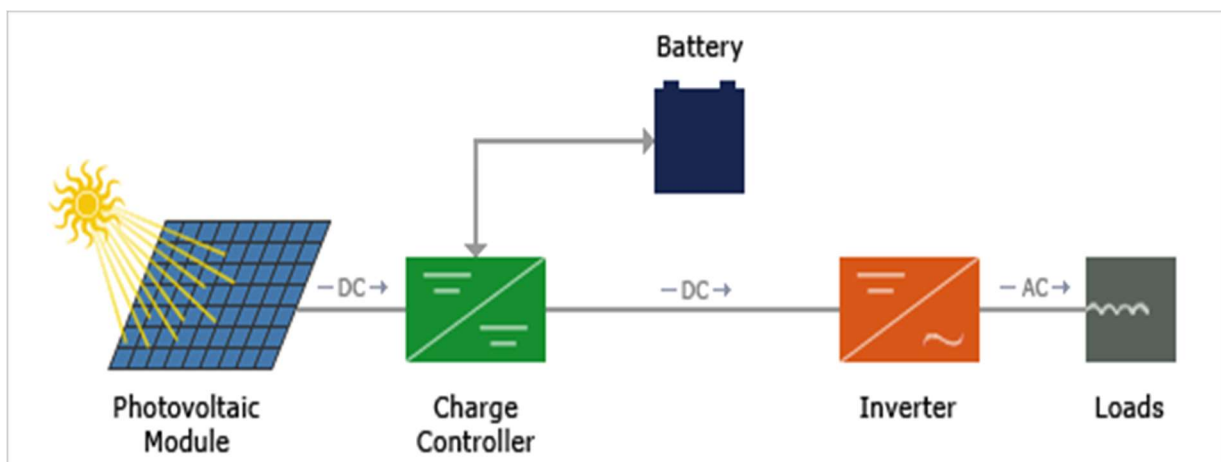 Battery
– DC →
– DC →
– AC →
Photovoltaic
Module
Charge
Controller
Inverter
Loads